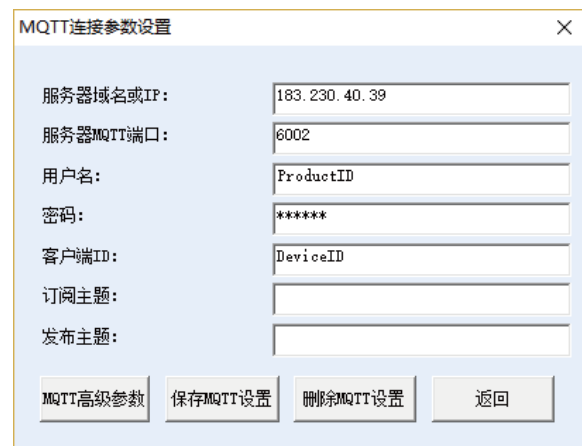 MQTT连接参数设置
服务器域名或IP: 183.230.40.39
服务器MQTT端口: 6002
用户名: ProductID
密码: ******
客户端ID: DeviceID
订阅主题:
发布主题:
MQTT高级参数 保存MQTT设置 删除MQTT设置 返回